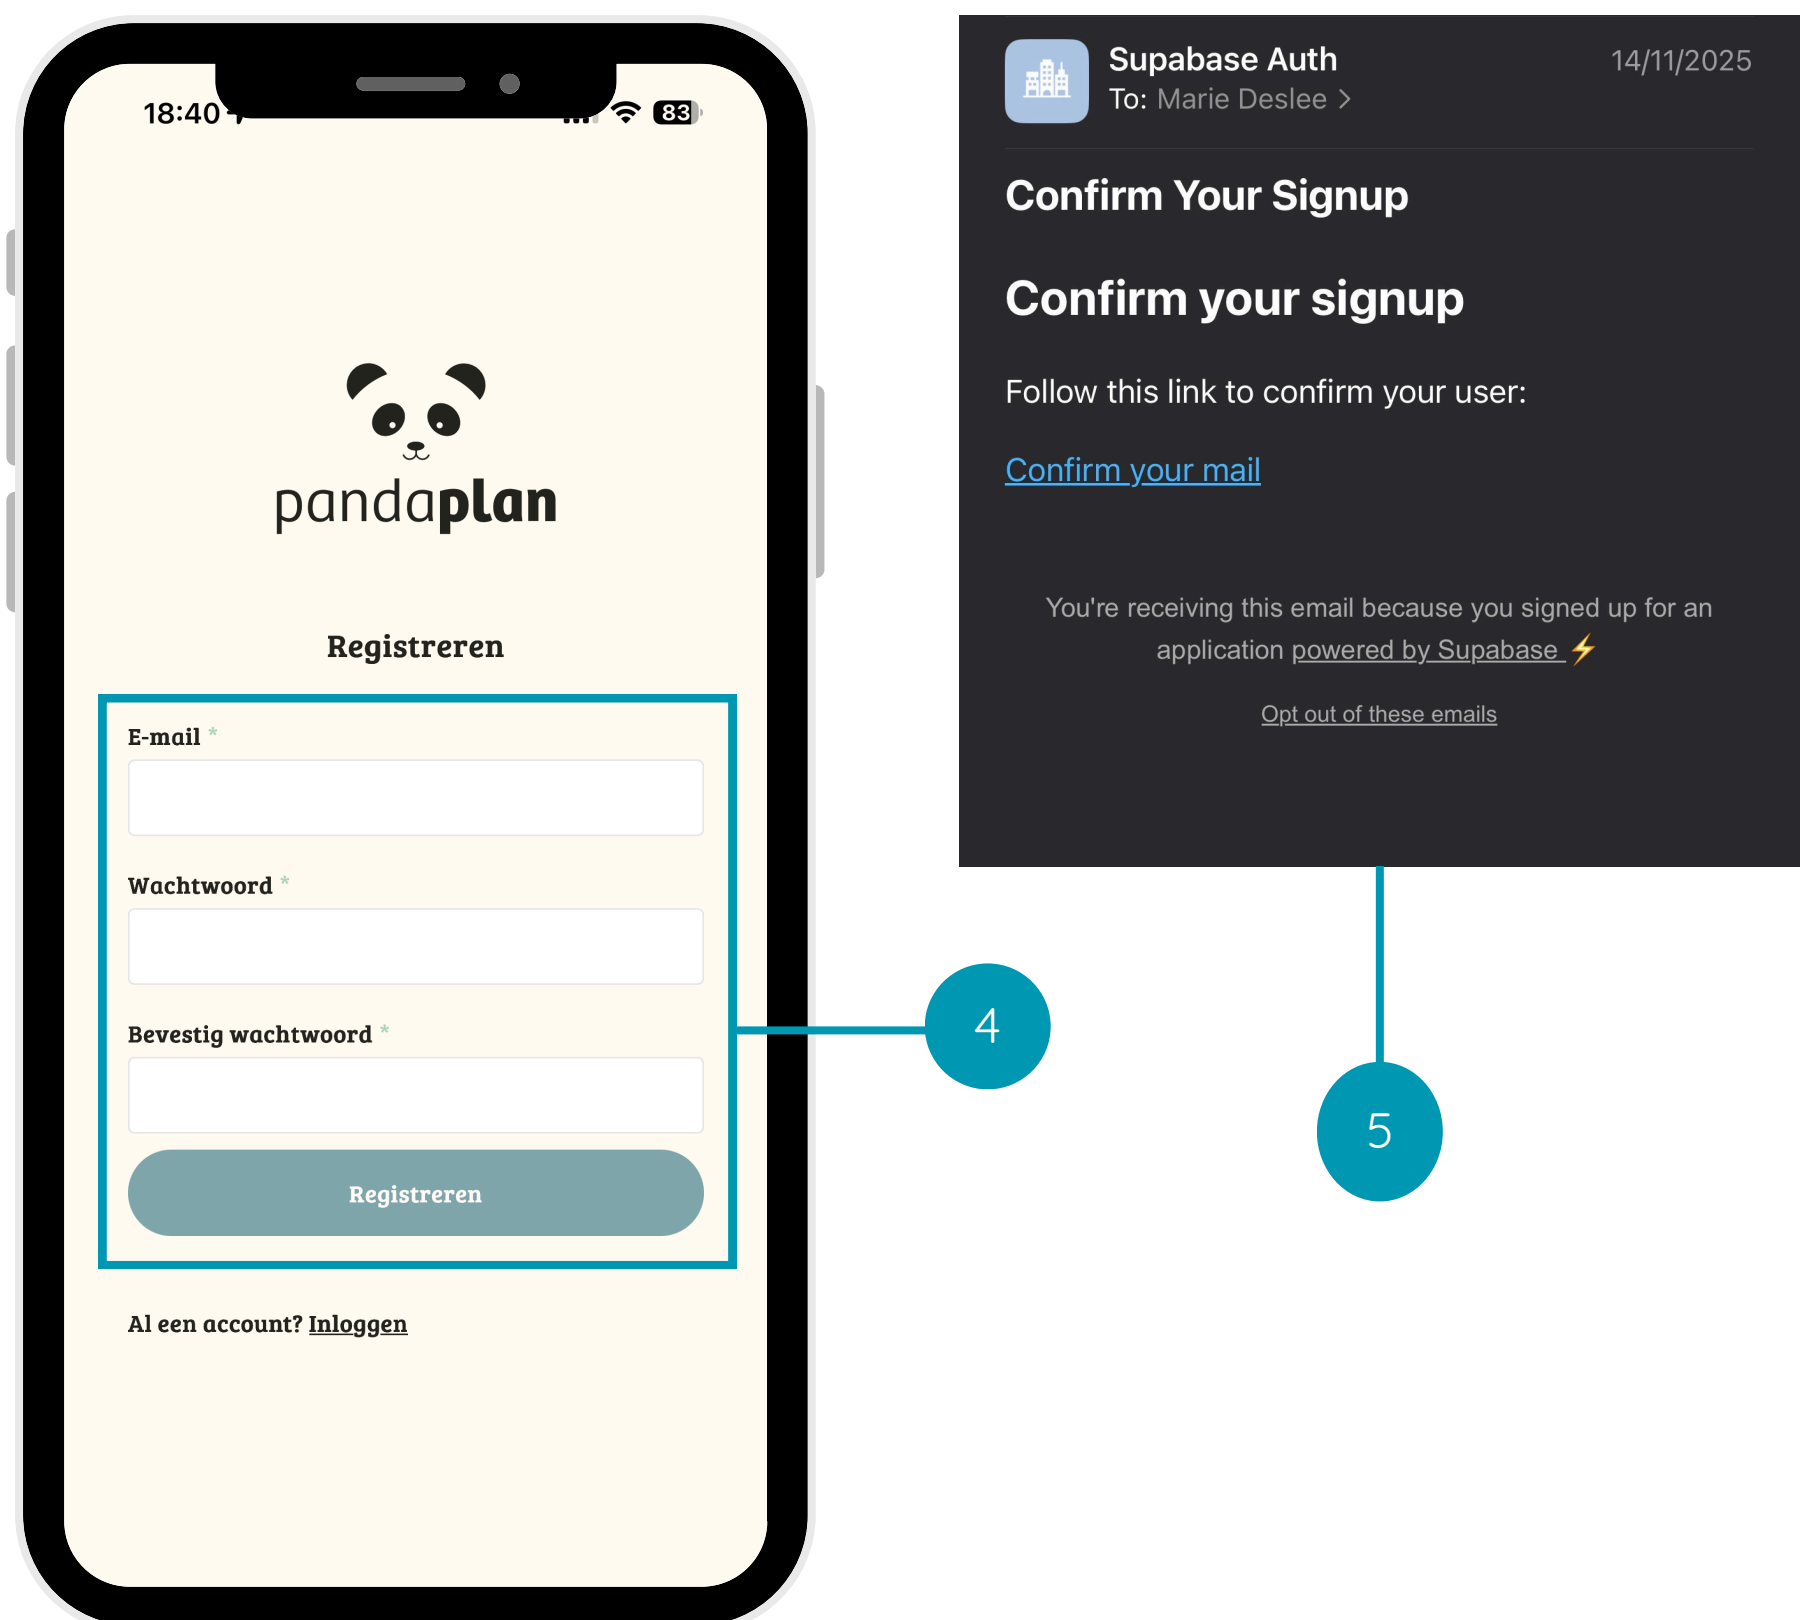 18:40
83
pandaplan
Registreren
E-mail *
Wachtwoord *
Bevestig wachtwoord *
Registreren
Al een account? Inloggen
4
Supabase Auth
14/11/2025
To: Marie Deslee >
Confirm Your Signup
Confirm your signup
Follow this link to confirm your user:
Confirm your mail
You're receiving this email because you signed up for an
application powered by Supabase ⚡
Opt out of these emails
5